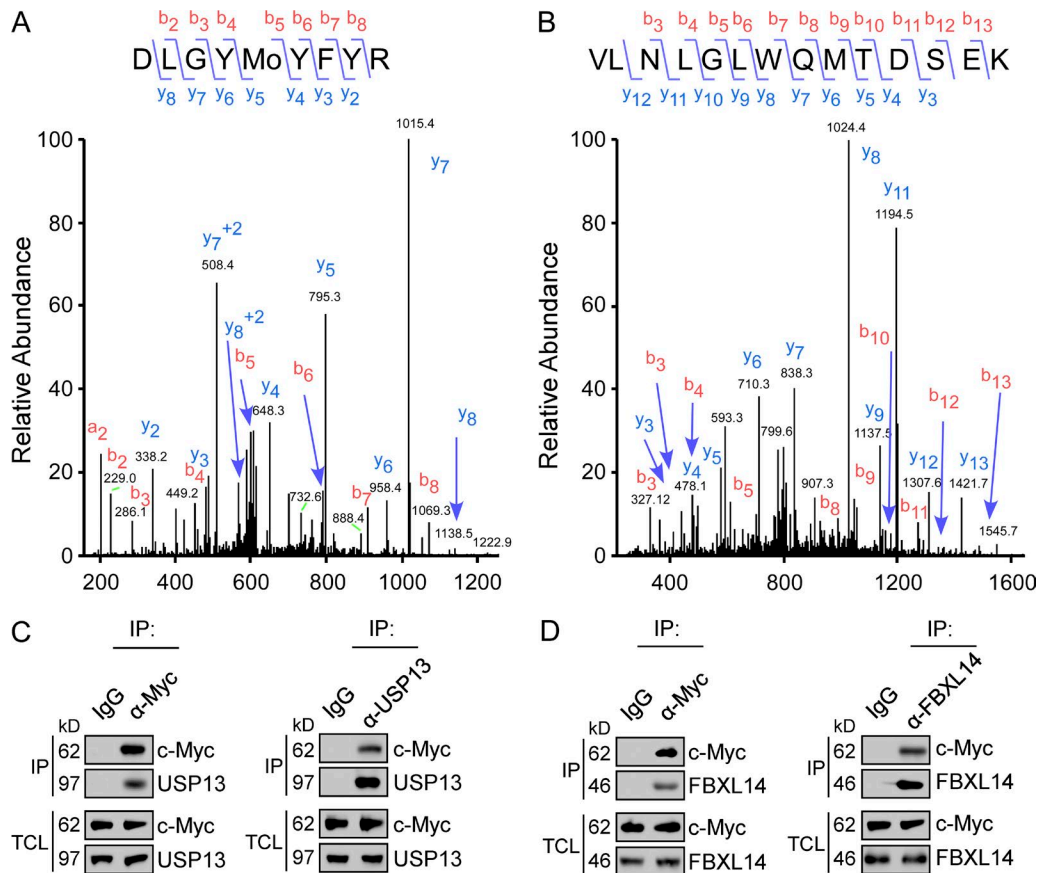 A
b2 b3 b4 b5 b6 b7 b8
D L G Y Mo Y F Y R
y8 y7 y6 y5 y4 y3 y2
Relative Abundance
100
80
60
40
20
0
200 400 600 800 1000 1200
1015.4
y7
y7+2
508.4
y5
795.3
y8+2
b5
b6
y4
648.3
a2
b2
229.0
y2
338.2
b3
286.1
y3
449.2
b4
732.6
y6
958.4
b7
888.4
b8
1069.3
y8
1138.5
1222.9
B
b3 b4 b5 b6 b7 b8 b9 b10 b11 b12 b13
VL N L G L W Q M T D S E K
y12 y11 y10 y9 y8 y7 y6 y5 y4 y3
Relative Abundance
100
80
60
40
20
0
400 800 1200 1600
1024.4
y8
y11
1194.5
b10
b3
b4
y6
710.3
y7
838.3
b12
b13
y3
593.3
799.6
y9
1137.5
y4
478.1
y5
b3
327.12
b5
907.3
b8
b9
y12
1307.6
y13
1421.7
b11
1545.7
C
IP:
IgG
α-Myc
kD
IP
62 c-Myc
97 USP13
TCL
62 c-Myc
97 USP13
IP:
IgG
α-USP13
kD
IP
62 c-Myc
97 USP13
TCL
62 c-Myc
97 USP13
D
IP:
IgG
α-Myc
kD
IP
62 c-Myc
46 FBXL14
TCL
62 c-Myc
46 FBXL14
IP:
IgG
α-FBXL14
kD
IP
62 c-Myc
46 FBXL14
TCL
62 c-Myc
46 FBXL14